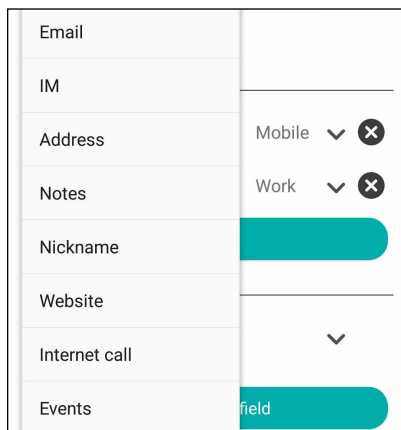 Email
IM
Address
Mobile
Notes
Work
Nickname
Website
Internet call
Events
field